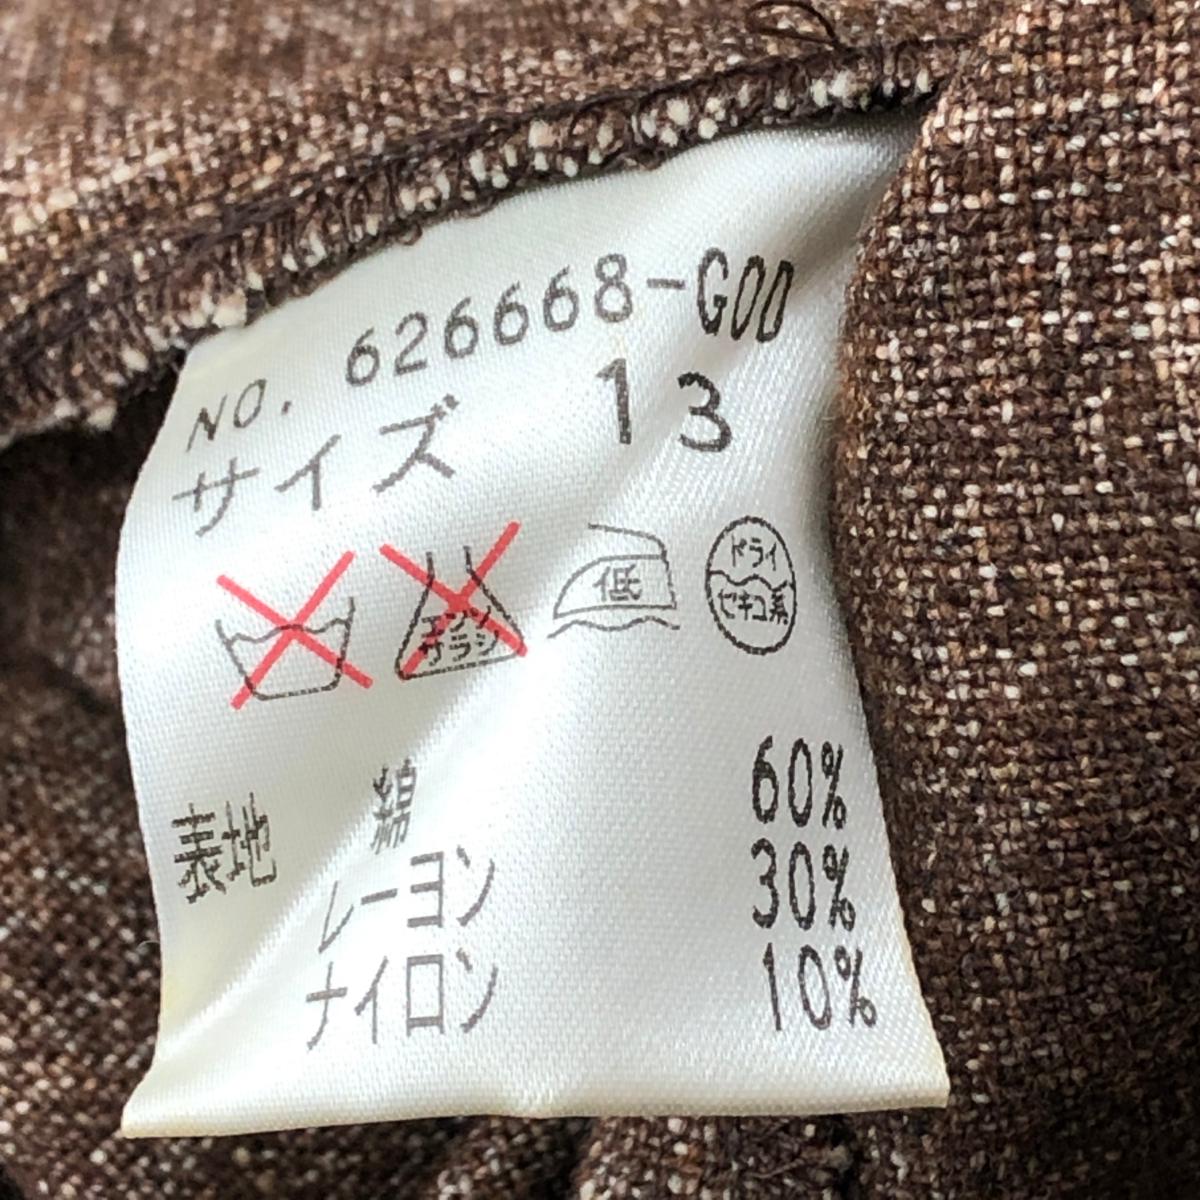 NO. 626668-G00
サイズ 13
エンソサラシ 低 ドライ セキユ系
表地 綿 60%
レーヨン 30%
ナイロン 10%